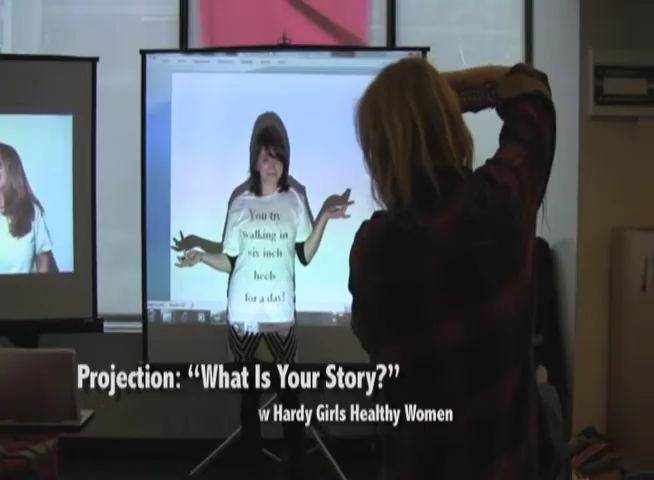 You try
walking in
six inch
heels
for a day!
Projection: “What Is Your Story?”
w Hardy Girls Healthy Women